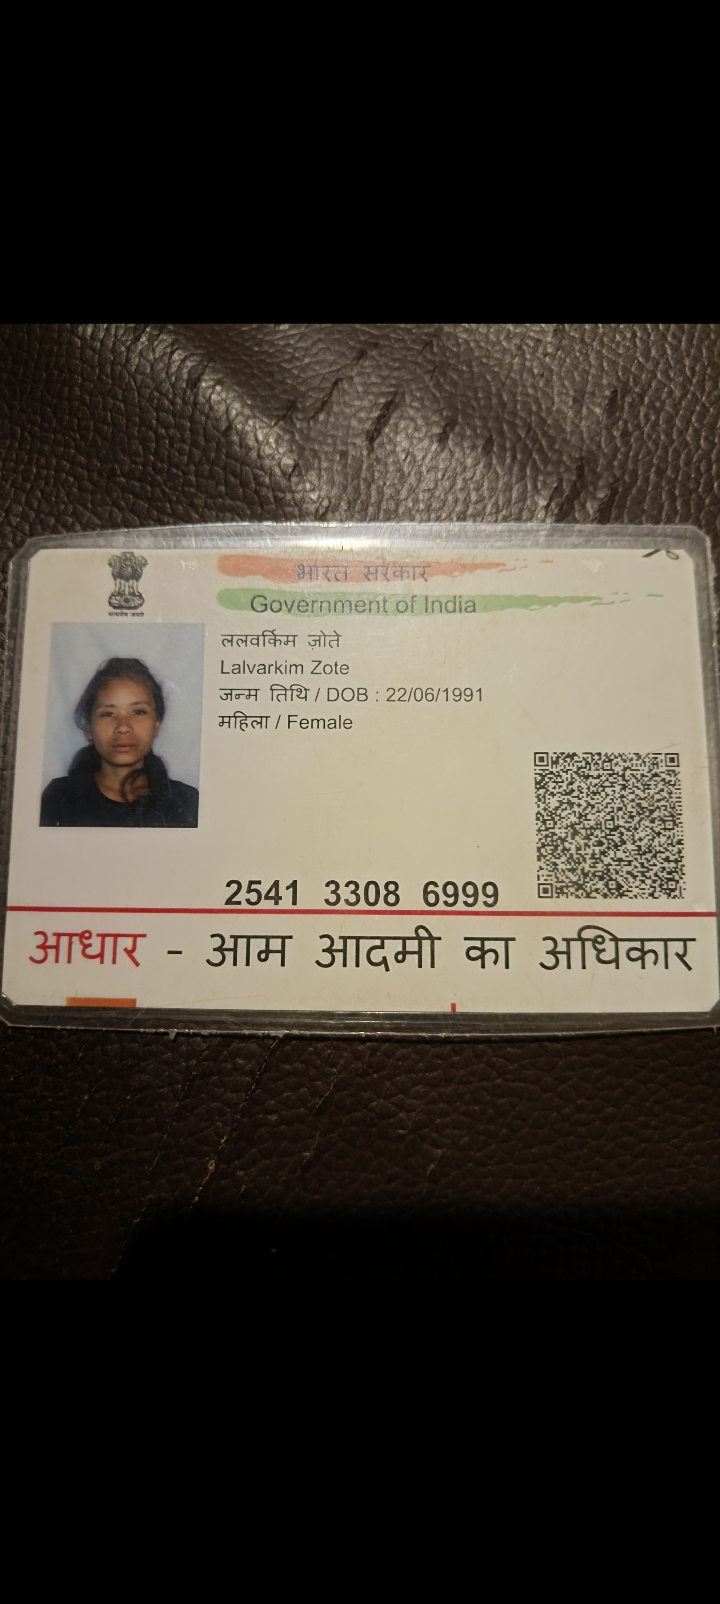 भारत सरकार
Government of India
सत्यमेव जयते
ललवर्किम ज़ोते
Lalvarkim Zote
जन्म तिथि / DOB : 22/06/1991
महिला / Female
2541 3308 6999
आधार - आम आदमी का अधिकार